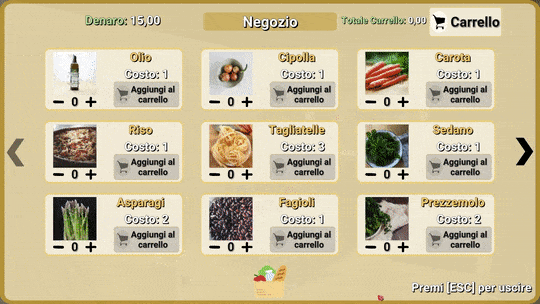 Denaro: 15,00
Negozio
Totale Carrello: 0,00
Carrello
Olio
Costo: 1
- 0 +
Aggiungi al
carrello
Cipolla
Costo: 1
- 0 +
Aggiungi al
carrello
Carota
Costo: 1
- 0 +
Aggiungi al
carrello
Riso
Costo: 1
- 0 +
Aggiungi al
carrello
Tagliatelle
Costo: 3
- 0 +
Aggiungi al
carrello
Sedano
Costo: 1
- 0 +
Aggiungi al
carrello
Asparagi
Costo: 2
- 0 +
Aggiungi al
carrello
Fagioli
Costo: 1
- 0 +
Aggiungi al
carrello
Prezzemolo
Costo: 2
- 0 +
Aggiungi al
carrello
Premi [ESC] per uscire